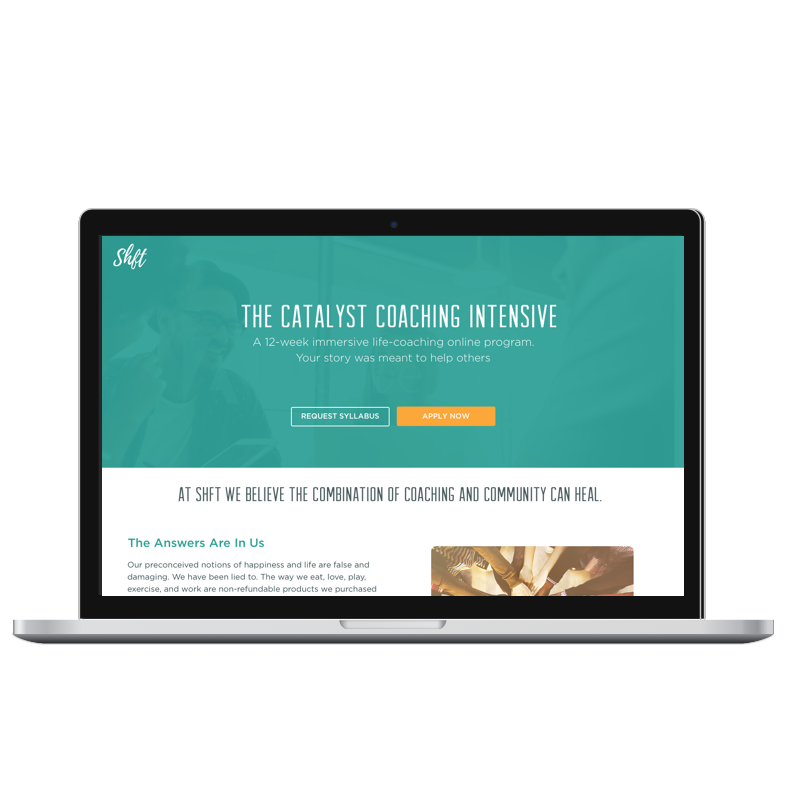 Shft
THE CATALYST COACHING INTENSIVE
A 12-week immersive life-coaching online program.
Your story was meant to help others
REQUEST SYLLABUS APPLY NOW
AT SHFT WE BELIEVE THE COMBINATION OF COACHING AND COMMUNITY CAN HEAL.
The Answers Are In Us
Our preconceived notions of happiness and life are false and
damaging. We have been lied to. The way we eat, love, play,
exercise, and work are non-refundable products we purchased